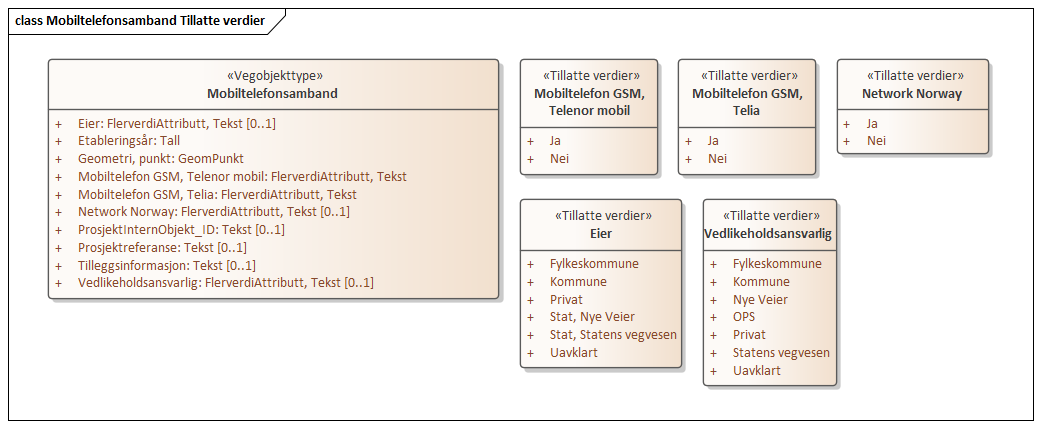 class Mobiltelefonsamband Tillatte verdier
«Vegobjekttype»
Mobiltelefonsamband
+ Eier: FlerverdiAttributt, Tekst [0..1]
+ Etableringsår: Tall
+ Geometri, punkt: GeomPunkt
+ Mobiltelefon GSM, Telenor mobil: FlerverdiAttributt, Tekst
+ Mobiltelefon GSM, Telia: FlerverdiAttributt, Tekst
+ Network Norway: FlerverdiAttributt, Tekst [0..1]
+ ProsjektInternObjekt_ID: Tekst [0..1]
+ Prosjektreferanse: Tekst [0..1]
+ Tilleggsinformasjon: Tekst [0..1]
+ Vedlikeholdsansvarlig: FlerverdiAttributt, Tekst [0..1]
«Tillatte verdier»
Mobiltelefon GSM,
Telenor mobil
+ Ja
+ Nei
«Tillatte verdier»
Mobiltelefon GSM,
Telia
+ Ja
+ Nei
«Tillatte verdier»
Network Norway
+ Ja
+ Nei
«Tillatte verdier»
Eier
+ Fylkeskommune
+ Kommune
+ Privat
+ Stat, Nye Veier
+ Stat, Statens vegvesen
+ Uavklart
«Tillatte verdier»
Vedlikeholdsansvarlig
+ Fylkeskommune
+ Kommune
+ Nye Veier
+ OPS
+ Privat
+ Statens vegvesen
+ Uavklart